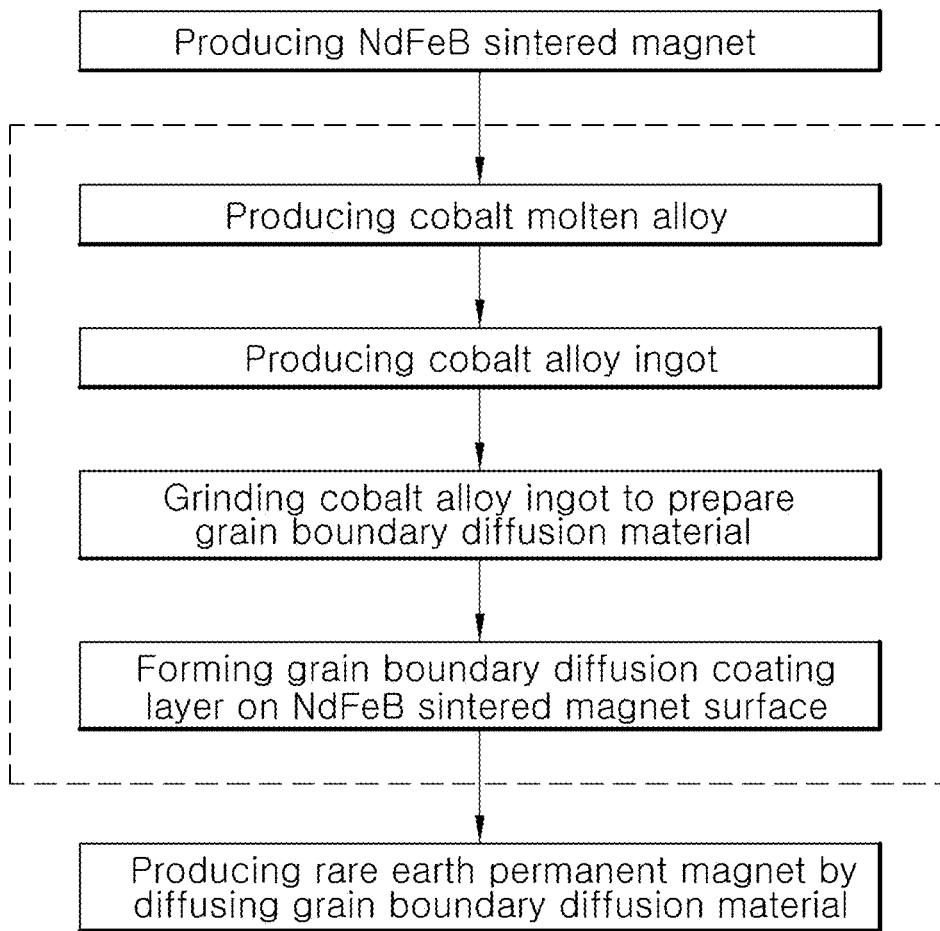 Producing NdFeB sintered magnet
Producing cobalt molten alloy
Producing cobalt alloy ingot
Grinding cobalt alloy ingot to prepare
grain boundary diffusion material
Forming grain boundary diffusion coating
layer on NdFeB sintered magnet surface
Producing rare earth permanent magnet by
diffusing grain boundary diffusion material